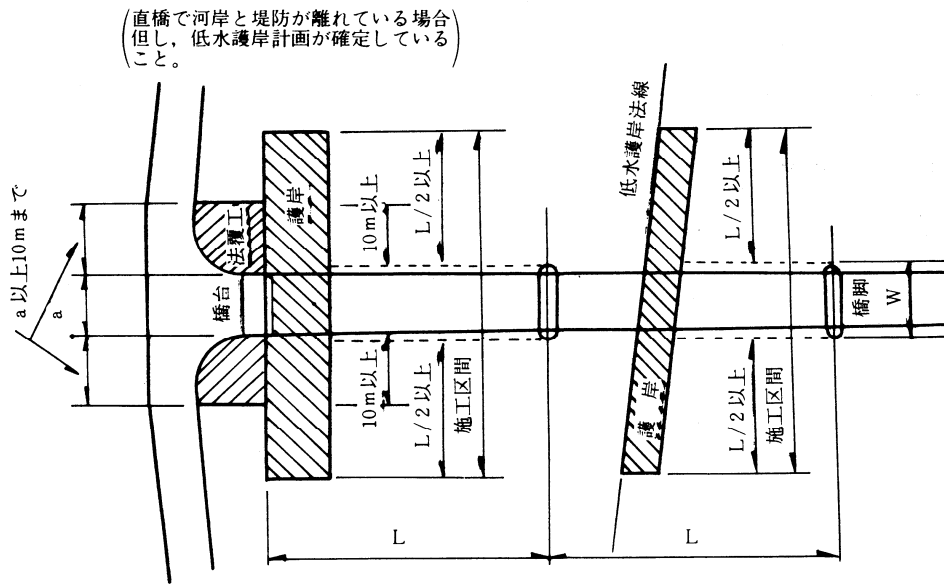 直橋で河岸と堤防が離れている場合
但し，低水護岸計画が確定している
こと。
a以上10mまで
a
法覆工
橋台
護岸
10m以上
L/2以上
10m以上
L/2以上
施工区間
低水護岸法線
護岸
L/2以上
L/2以上
施工区間
橋脚
W
L
L